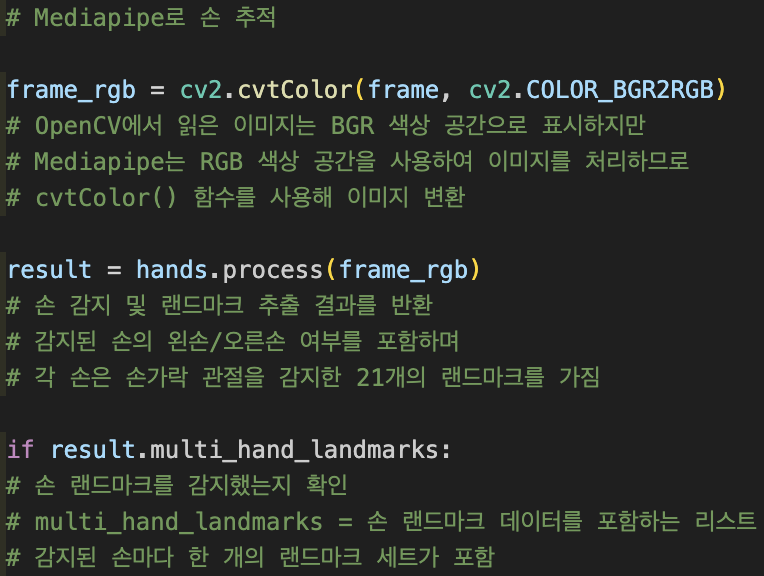 # Mediapipe로 손 추적
frame_rgb = cv2.cvtColor(frame, cv2.COLOR_BGR2RGB)
# OpenCV에서 읽은 이미지는 BGR 색상 공간으로 표시하지만
# Mediapipe는 RGB 색상 공간을 사용하여 이미지를 처리하므로
# cvtColor() 함수를 사용해 이미지 변환
result = hands.process(frame_rgb)
# 손 감지 및 랜드마크 추출 결과를 반환
# 감지된 손의 왼손/오른손 여부를 포함하며
# 각 손은 손가락 관절을 감지한 21개의 랜드마크를 가짐
if result.multi_hand_landmarks:
# 손 랜드마크를 감지했는지 확인
# multi_hand_landmarks = 손 랜드마크 데이터를 포함하는 리스트
# 감지된 손마다 한 개의 랜드마크 세트가 포함